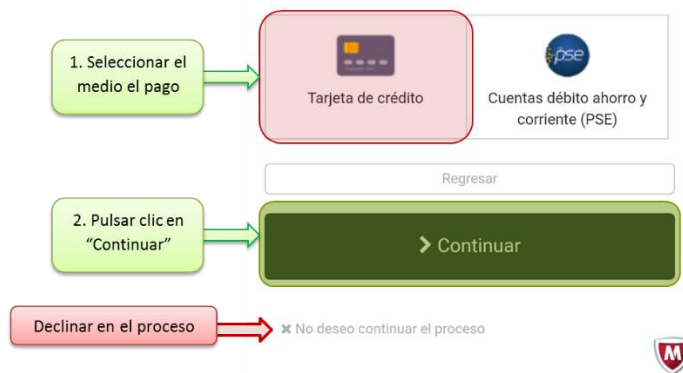 1. Seleccionar el
medio el pago
Tarjeta de crédito
pse
Cuentas débito ahorro y
corriente (PSE)
Regresar
2. Pulsar clic en
“Continuar”
Continuar
Declinar en el proceso
No deseo continuar el proceso
M